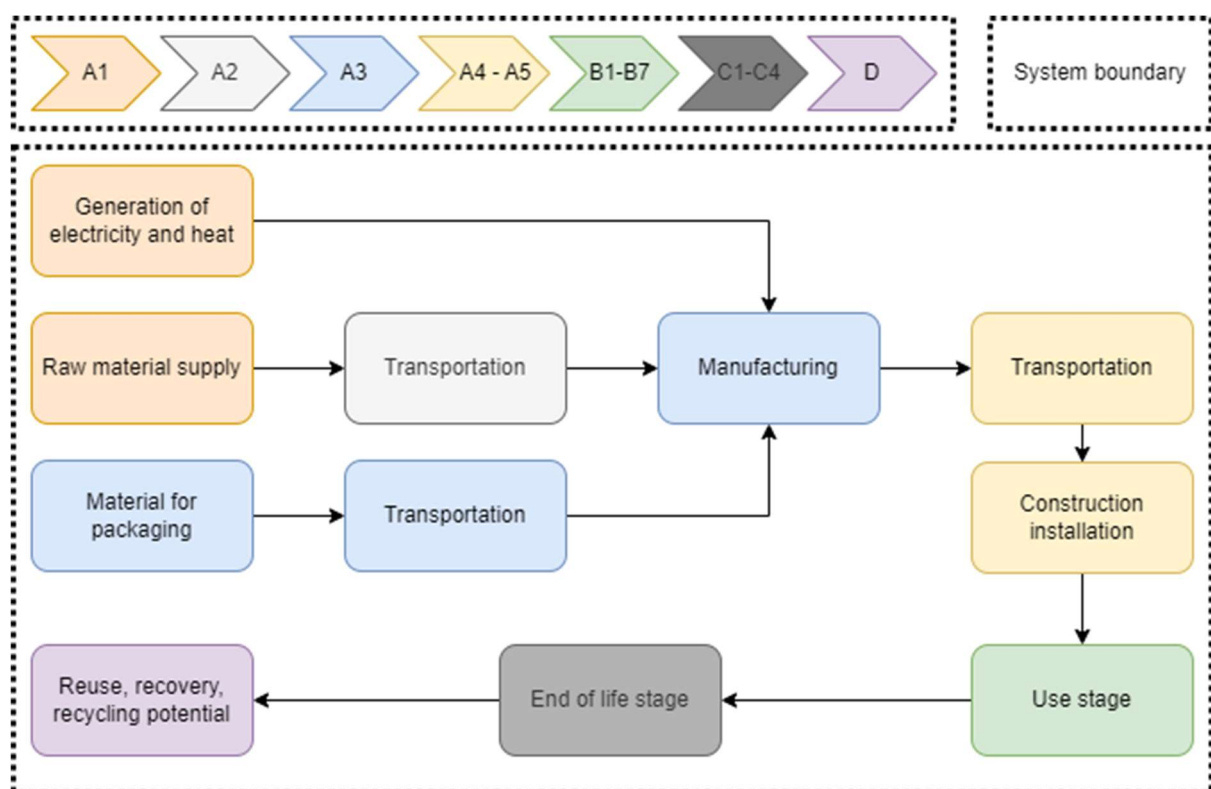 A1
A2
A3
A4 - A5
B1-B7
C1-C4
D
System boundary
Generation of
electricity and heat
Raw material supply
Transportation
Manufacturing
Transportation
Material for
packaging
Transportation
Construction
installation
Reuse, recovery,
recycling potential
End of life stage
Use stage